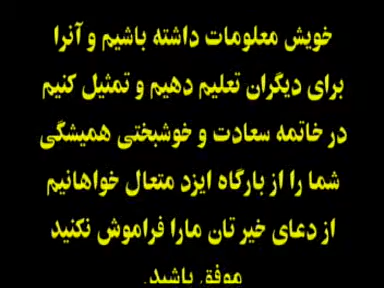 خویش معلومات داشته باشیم و آنرا
برای دیگران تعلیم دهیم و تمثیل کنیم
در خاتمه سعادت و خوشبختی همیشگی
شما را از بارگاه ایزد متعال خواهانیم
از دعای خیر تان مارا فراموش نکنید
موفق باشید.